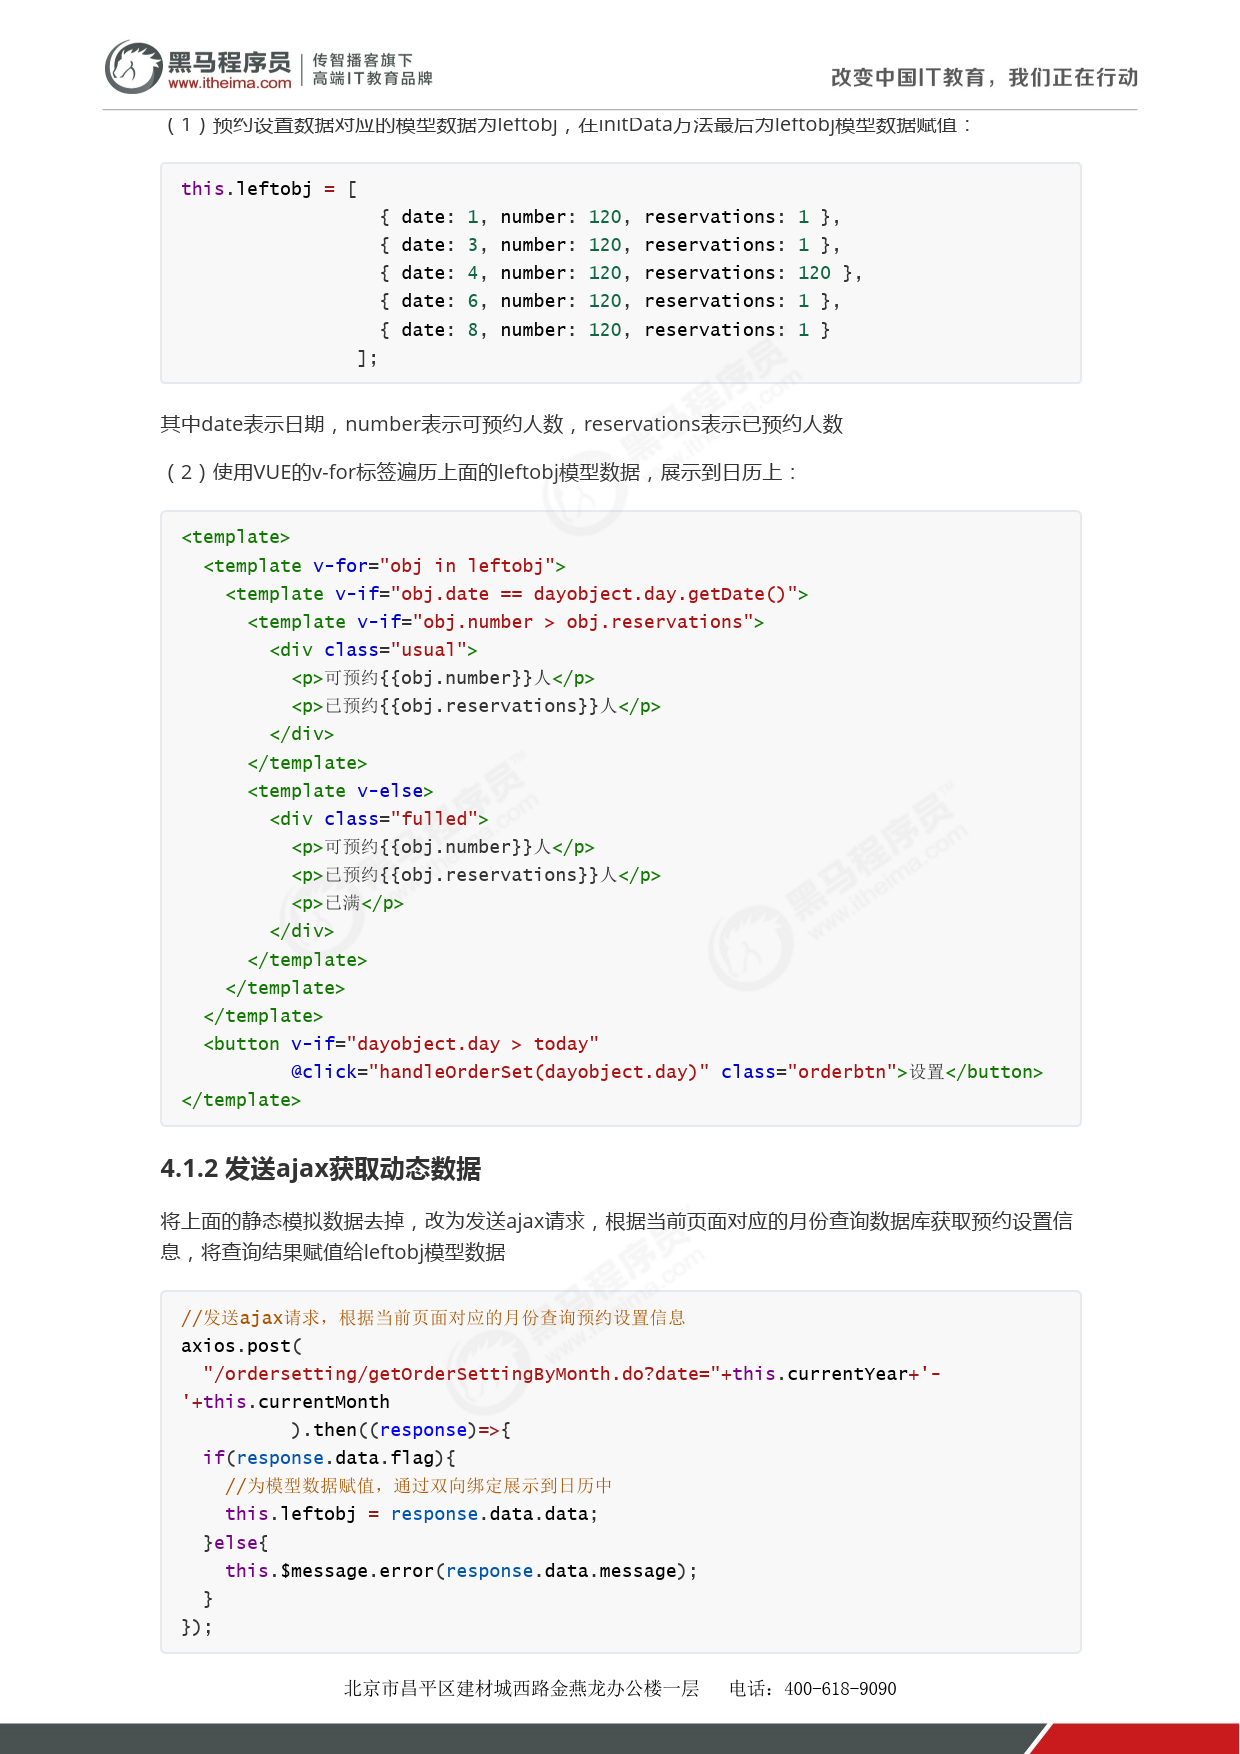 黑马程序员 传智播客旗下
www.itheima.com 高端IT教育品牌
改变中国IT教育，我们正在行动
（1）预约设置数据对应的模型数据为leftobj，在initData方法最后为leftobj模型数据赋值：
this.leftobj = [
{ date: 1, number: 120, reservations: 1 },
{ date: 3, number: 120, reservations: 1 },
{ date: 4, number: 120, reservations: 120 },
{ date: 6, number: 120, reservations: 1 },
{ date: 8, number: 120, reservations: 1 }
];
其中date表示日期，number表示可预约人数，reservations表示已预约人数
（2）使用VUE的v-for标签遍历上面的leftobj模型数据，展示到日历上：
<template>
  <template v-for="obj in leftobj">
    <template v-if="obj.date == dayobject.day.getDate()">
      <template v-if="obj.number > obj.reservations">
        <div class="usual">
          <p>可预约{{obj.number}}人</p>
          <p>已预约{{obj.reservations}}人</p>
        </div>
      </template>
      <template v-else>
        <div class="fulled">
          <p>可预约{{obj.number}}人</p>
          <p>已预约{{obj.reservations}}人</p>
          <p>已满</p>
        </div>
      </template>
    </template>
  </template>
  <button v-if="dayobject.day > today"
          @click="handleOrderSet(dayobject.day)" class="orderbtn">设置</button>
</template>
4.1.2 发送ajax获取动态数据
将上面的静态模拟数据去掉，改为发送ajax请求，根据当前页面对应的月份查询数据库获取预约设置信
息，将查询结果赋值给leftobj模型数据
//发送ajax请求，根据当前页面对应的月份查询预约设置信息
axios.post(
  "/ordersetting/getOrderSettingByMonth.do?date="+this.currentYear+'-
'+this.currentMonth
          ).then((response)=>{
  if(response.data.flag){
    //为模型数据赋值，通过双向绑定展示到日历中
    this.leftobj = response.data.data;
  }else{
    this.$message.error(response.data.message);
  }
});
北京市昌平区建材城西路金燕龙办公楼一层 电话：400-618-9090